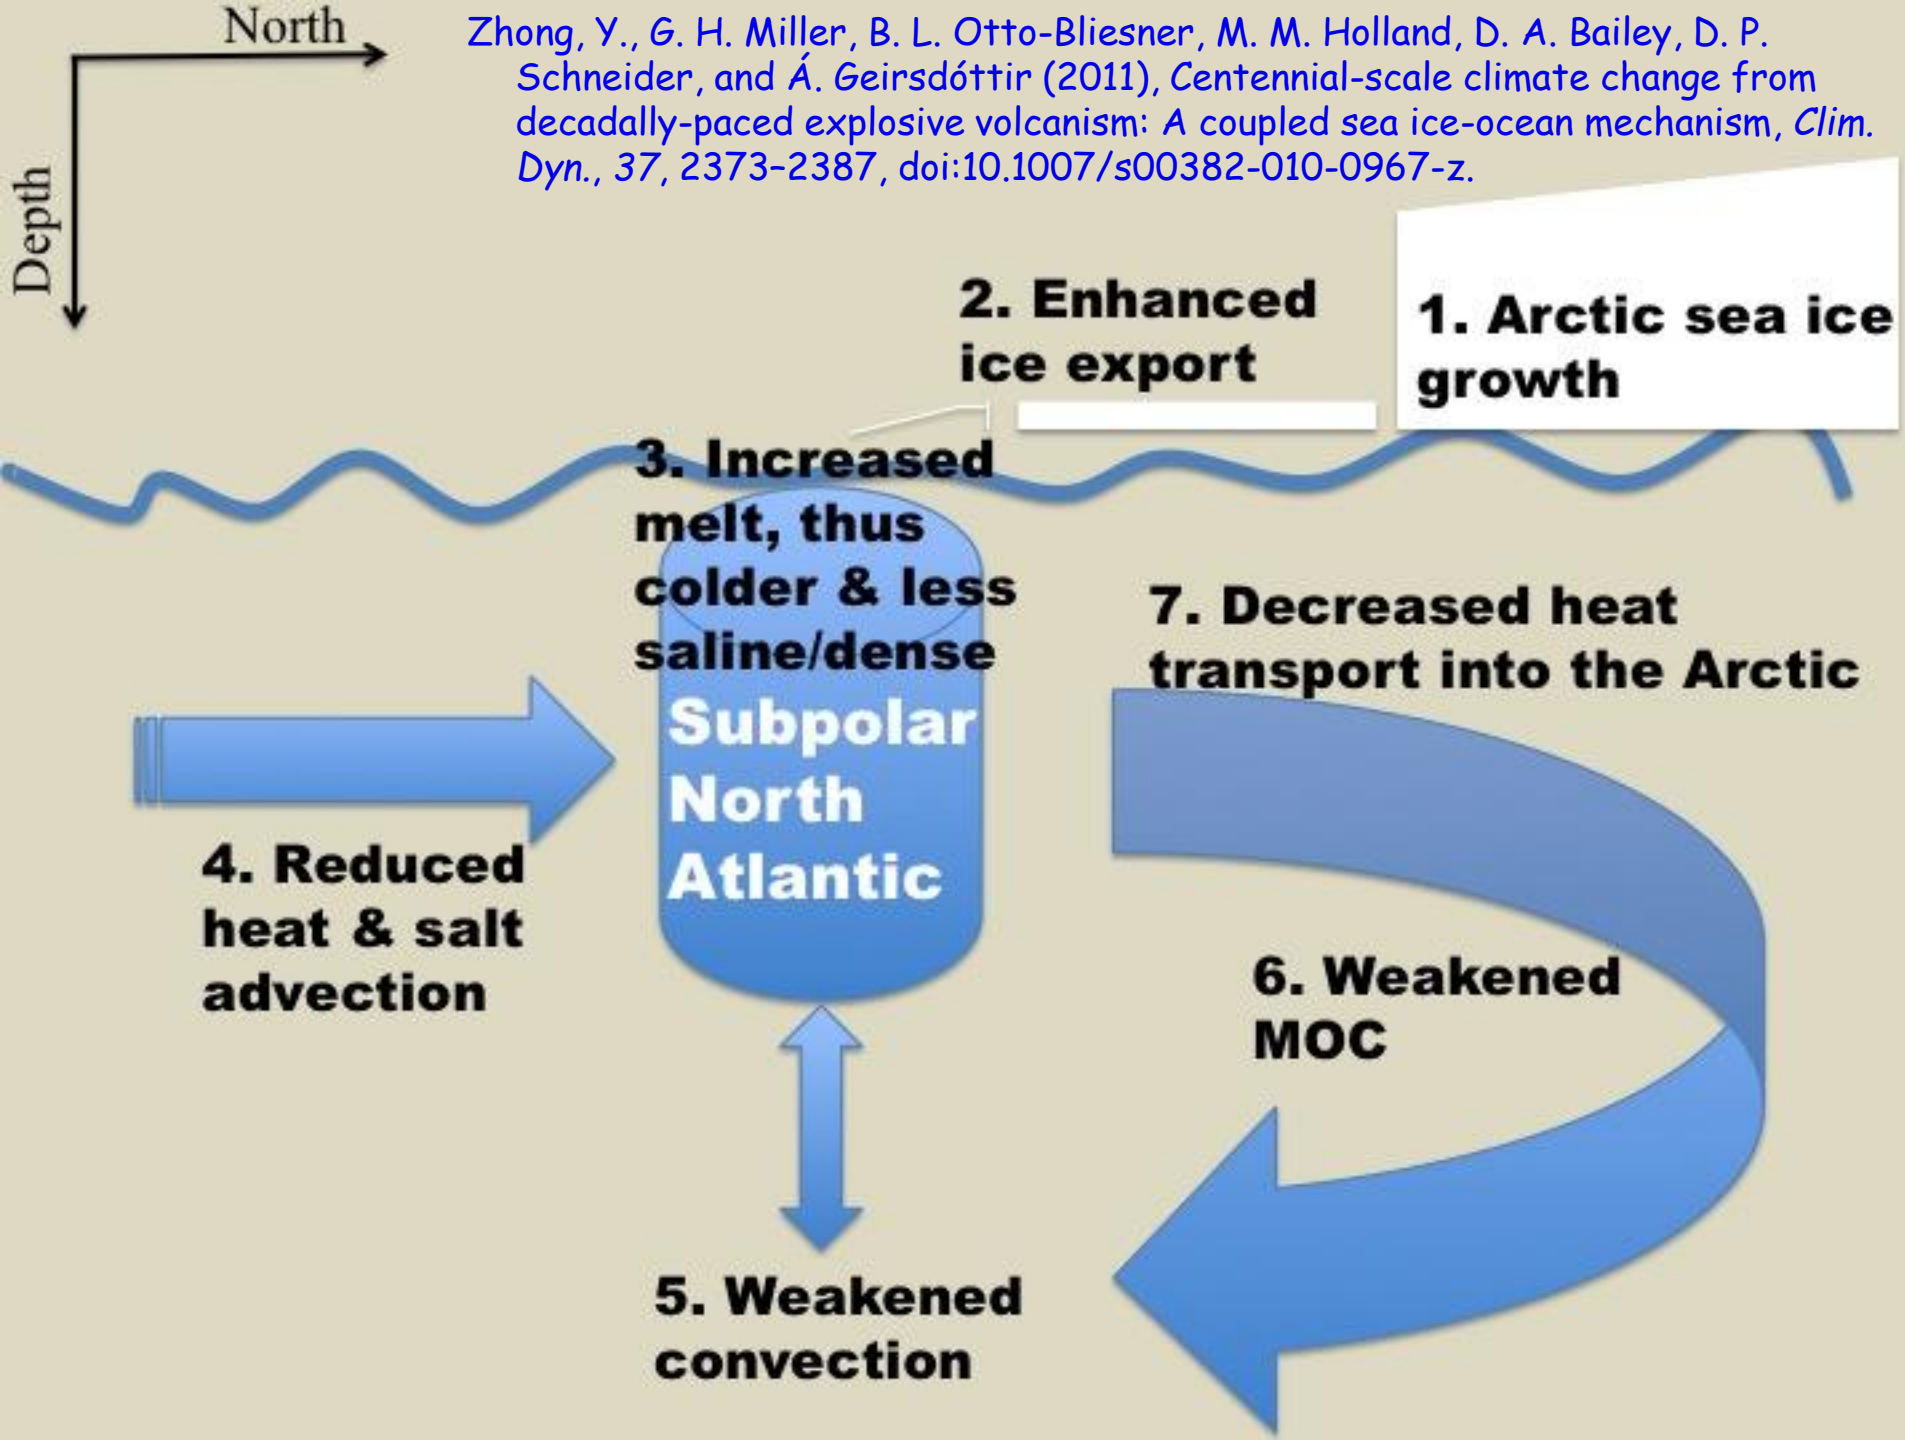 North
Depth
Zhong, Y., G. H. Miller, B. L. Otto-Bliesner, M. M. Holland, D. A. Bailey, D. P.
Schneider, and Á. Geirsdóttir (2011), Centennial-scale climate change from
decadally-paced explosive volcanism: A coupled sea ice-ocean mechanism, Clim.
Dyn., 37, 2373–2387, doi:10.1007/s00382-010-0967-z.
1. Arctic sea ice
growth
2. Enhanced
ice export
3. Increased
melt, thus
colder & less
saline/dense
Subpolar
North
Atlantic
4. Reduced
heat & salt
advection
5. Weakened
convection
6. Weakened
MOC
7. Decreased heat
transport into the Arctic